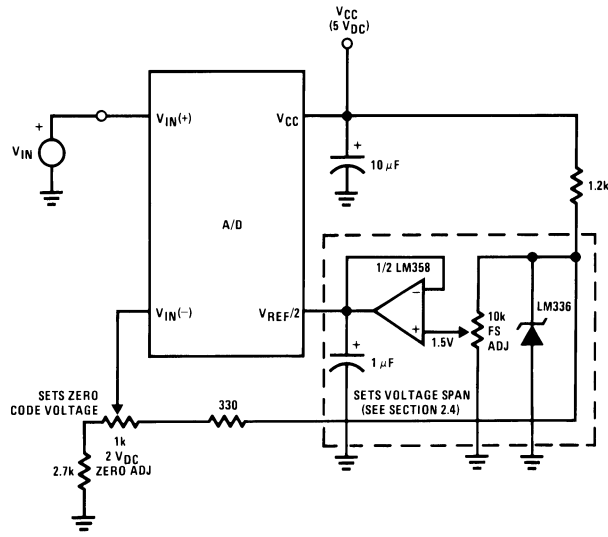 VCC
(5 VDC)
VIN(+)
VCC
+
VIN
+
10 μF
1.2k
A/D
1/2 LM358
−
+
1.5V
10k
FS
ADJ
LM336
VIN(−)
VREF/2
+
1 μF
SETS VOLTAGE SPAN
(SEE SECTION 2.4)
SETS ZERO
CODE VOLTAGE
330
1k
2 VDC
ZERO ADJ
2.7k